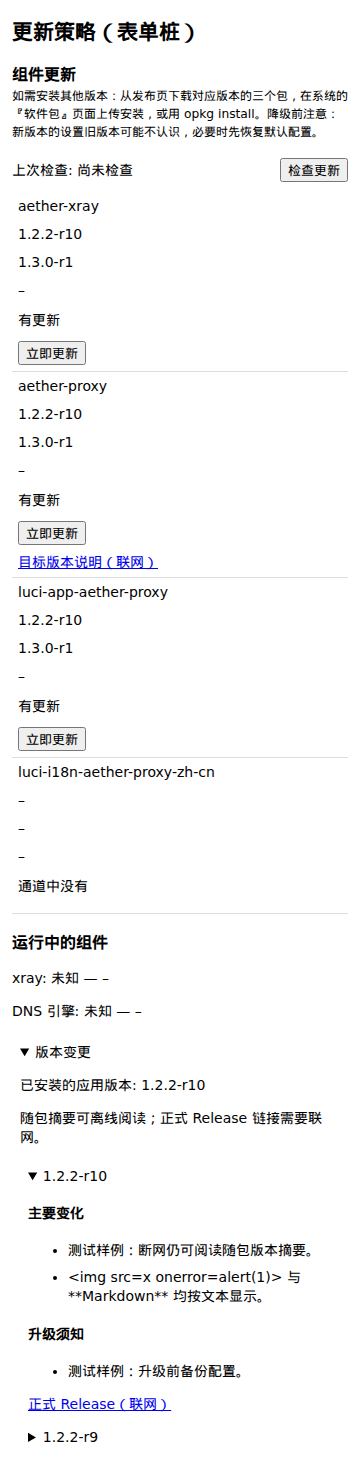 更新策略（表单桩）
组件更新
如需安装其他版本：从发布页下载对应版本的三个包，在系统的
『软件包』页面上传安装，或用 opkg install。降级前注意：
新版本的设置旧版本可能不认识，必要时先恢复默认配置。
上次检查: 尚未检查
检查更新
aether-xray
1.2.2-r10
1.3.0-r1
–
有更新
立即更新
aether-proxy
1.2.2-r10
1.3.0-r1
–
有更新
立即更新
目标版本说明（联网）
luci-app-aether-proxy
1.2.2-r10
1.3.0-r1
–
有更新
立即更新
luci-i18n-aether-proxy-zh-cn
–
–
–
通道中没有
运行中的组件
xray: 未知 — –
DNS 引擎: 未知 — –
▼ 版本变更
已安装的应用版本: 1.2.2-r10
随包摘要可离线阅读；正式 Release 链接需要联
网。
▼ 1.2.2-r10
主要变化
• 测试样例：断网仍可阅读随包版本摘要。
• <img src=x onerror=alert(1)> 与
**Markdown** 均按文本显示。
升级须知
• 测试样例：升级前备份配置。
正式 Release（联网）
▶ 1.2.2-r9